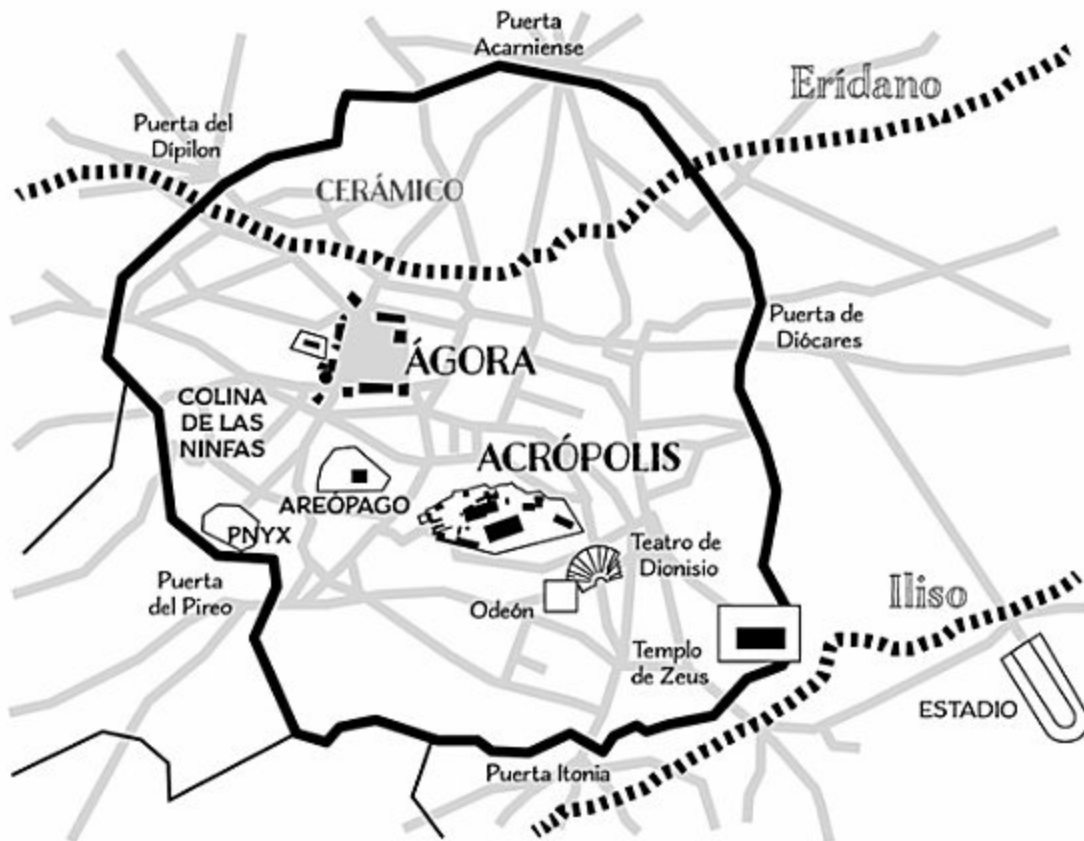 Puerta
Acarniense
Erídano
Puerta del
Dípilon
CERÁMICO
Puerta de
Diócares
ÁGORA
COLINA
DE LAS
NINFAS
ACRÓPOLIS
AREÓPAGO
PNYX
Teatro de
Dionisio
Puerta
del Pireo
Odeón
Iliso
Templo
de Zeus
ESTADIO
Puerta Itonia